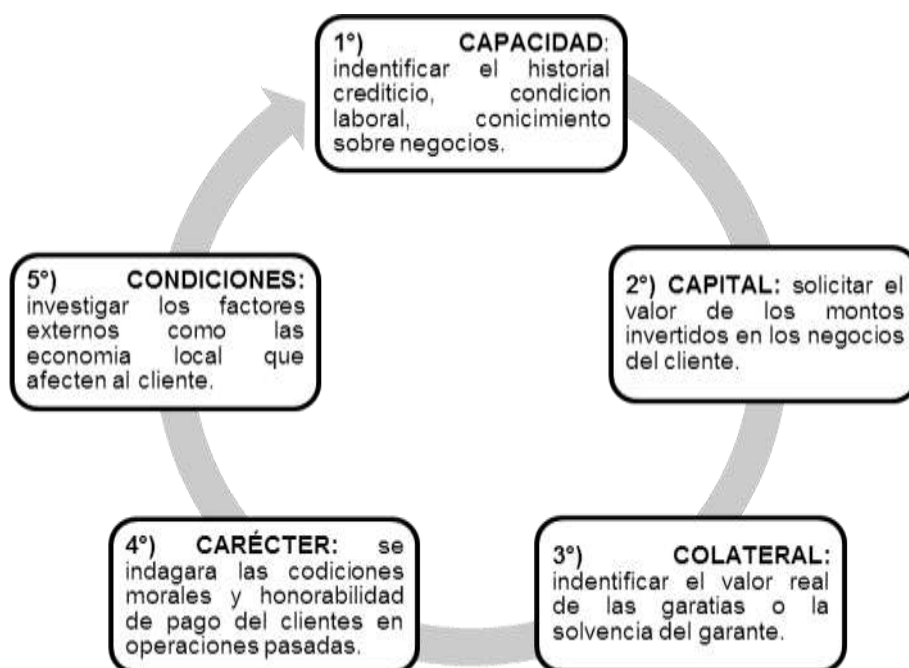 1°) CAPACIDAD:
indentificar el historial
crediticio, condicion
laboral, conicimiento
sobre negocios.
2°) CAPITAL: solicitar el
valor de los montos
invertidos en los negocios
del cliente.
3°) COLATERAL:
indentificar el valor real
de las garatias o la
solvencia del garante.
4°) CARÉCTER: se
indagara las codiciones
morales y honorabilidad
de pago del clientes en
operaciones pasadas.
5°) CONDICIONES:
investigar los factores
externos como las
economia local que
afecten al cliente.